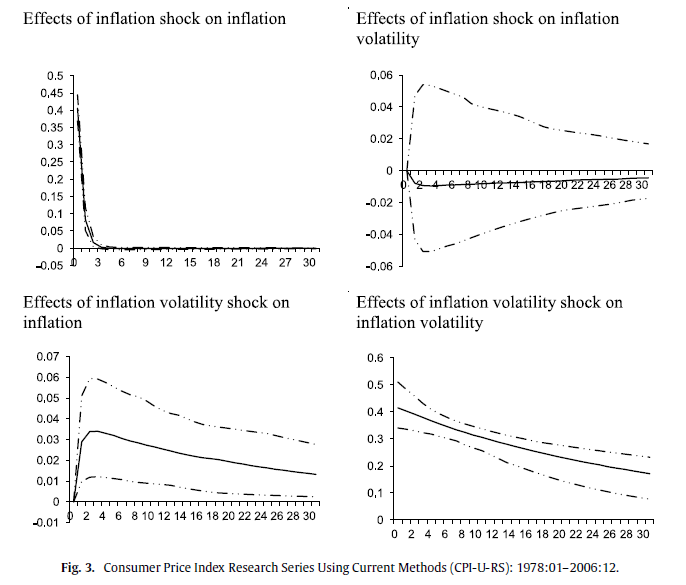 Effects of inflation shock on inflation
0.5
0,45
0.4
0,35
0.3
0,25
0.2
0,15
0.1
0,05
0
-0.05
0 3 6 9 12 15 18 21 24 27 30
Effects of inflation shock on inflation
volatility
0,06
0.04
0.02
0
-0.02
-0,04
-0,06
0 2 4 6 8 10 12 14 16 18 20 22 24 26 28 30
Effects of inflation volatility shock on
inflation
0,07
0,06
0,05
0,04
0,03
0,02
0,01
0
-0.01
0 2 4 6 8 10 12 14 16 18 20 22 24 26 28 30
Effects of inflation volatility shock on
inflation volatility
0.6
0.5
0.4
0.3
0.2
0,1
0
0 2 4 6 8 10 12 14 16 18 20 22 24 26 28 30
Fig. 3. Consumer Price Index Research Series Using Current Methods (CPI-U-RS): 1978:01–2006:12.